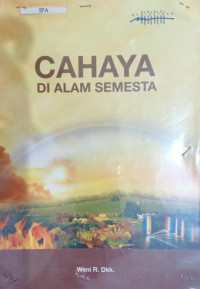 IPA
CAHAYA
DI ALAM SEMESTA
Weni R. Dkk.